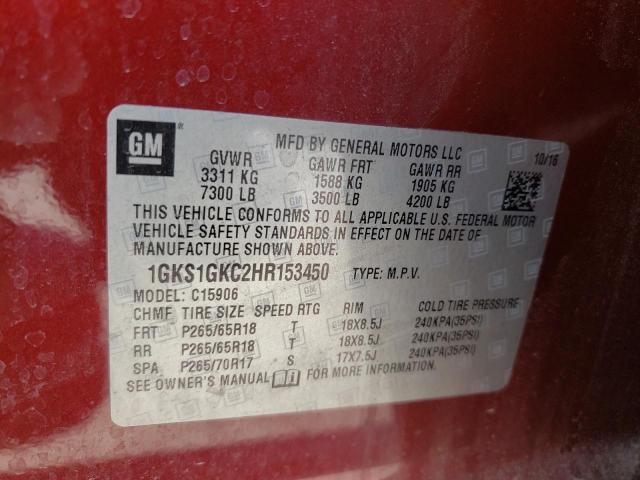 GM
MFD BY GENERAL MOTORS LLC
10/16
GVWR GAWR FRT GAWR RR
3311 KG 1588 KG 1905 KG
7300 LB 3500 LB 4200 LB
THIS VEHICLE CONFORMS TO ALL APPLICABLE U.S. FEDERAL MOTOR
VEHICLE SAFETY STANDARDS IN EFFECT ON THE DATE OF
MANUFACTURE SHOWN ABOVE.
1GKS1GKC2HR153450 TYPE: M.P.V.
MODEL: C15906
CHMF TIRE SIZE SPEED RTG RIM COLD TIRE PRESSURE
FRT P265/65R18 T 18X8.5J 240KPA(35PSI)
RR P265/65R18 T 18X8.5J 240KPA(35PSI)
SPA P265/70R17 S 17X7.5J 240KPA(35PSI)
SEE OWNER'S MANUAL FOR MORE INFORMATION.